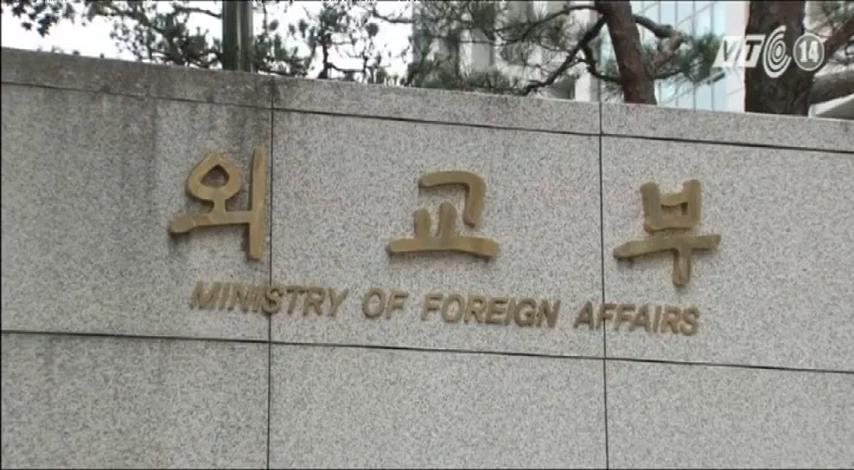 VTC 14
외교부
MINISTRY OF FOREIGN AFFAIRS